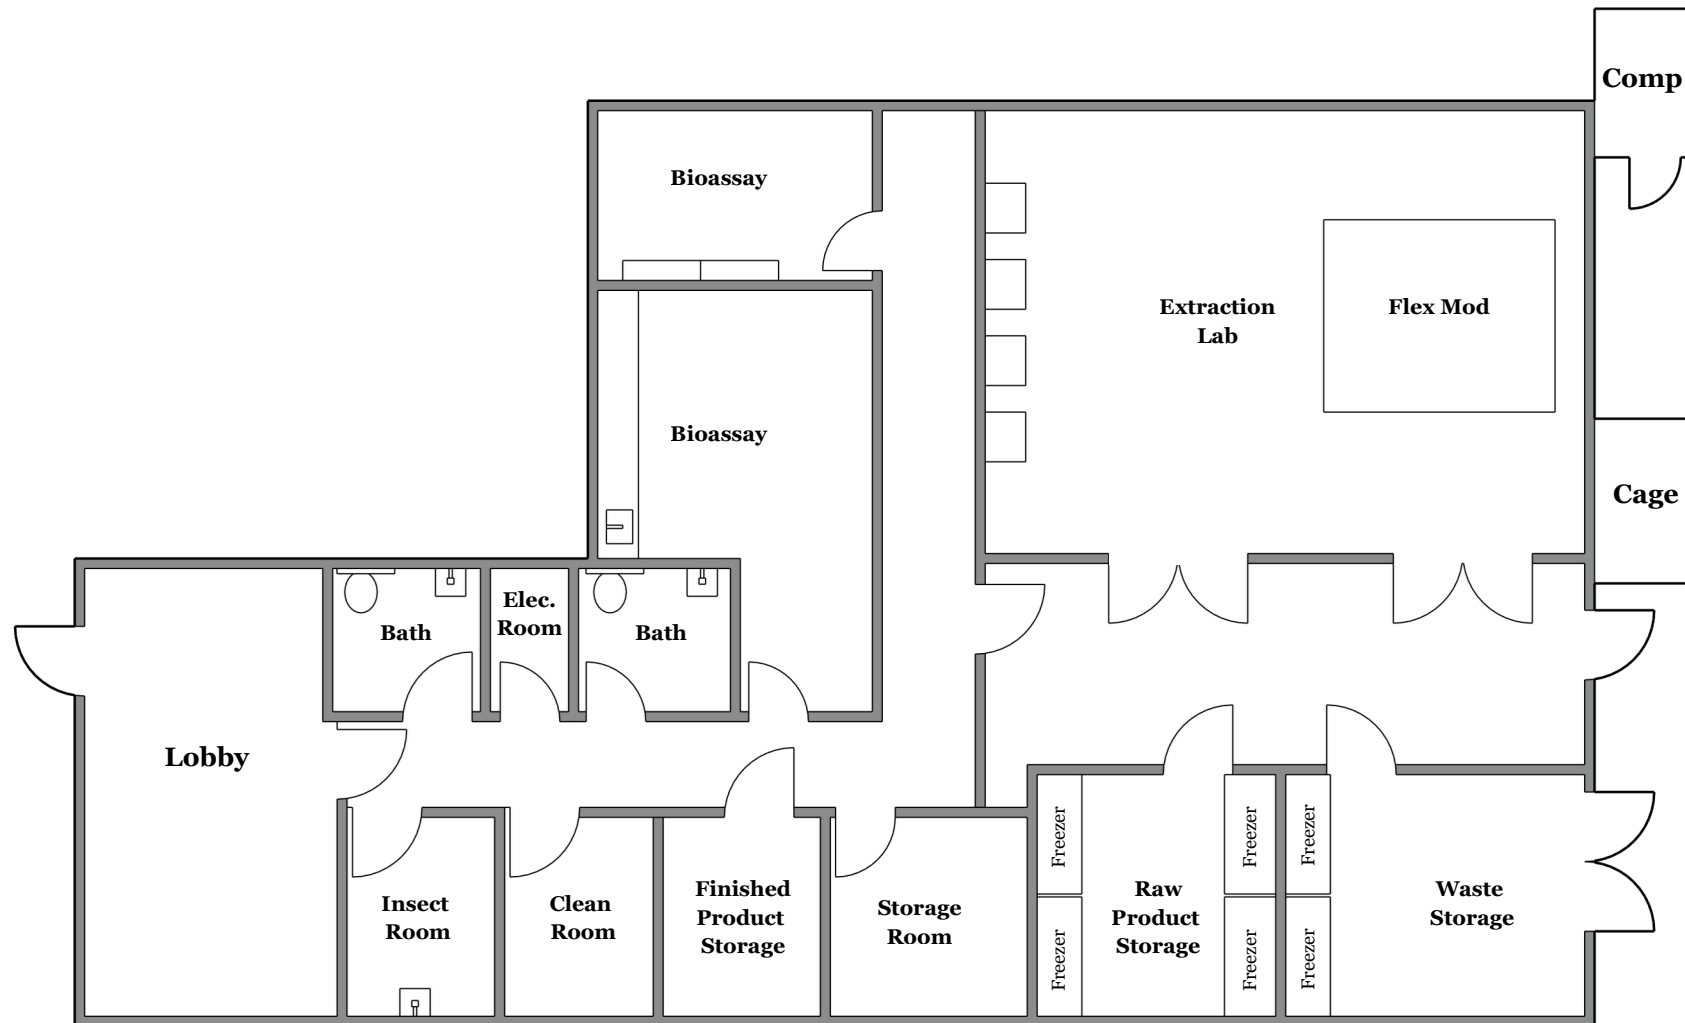 Comp
Bioassay
Extraction
Lab
Flex Mod
Bioassay
Cage
Elec.
Room
Bath
Bath
Lobby
Insect
Room
Clean
Room
Finished
Product
Storage
Storage
Room
Freezer
Freezer
Raw
Product
Storage
Freezer
Freezer
Freezer
Freezer
Waste
Storage